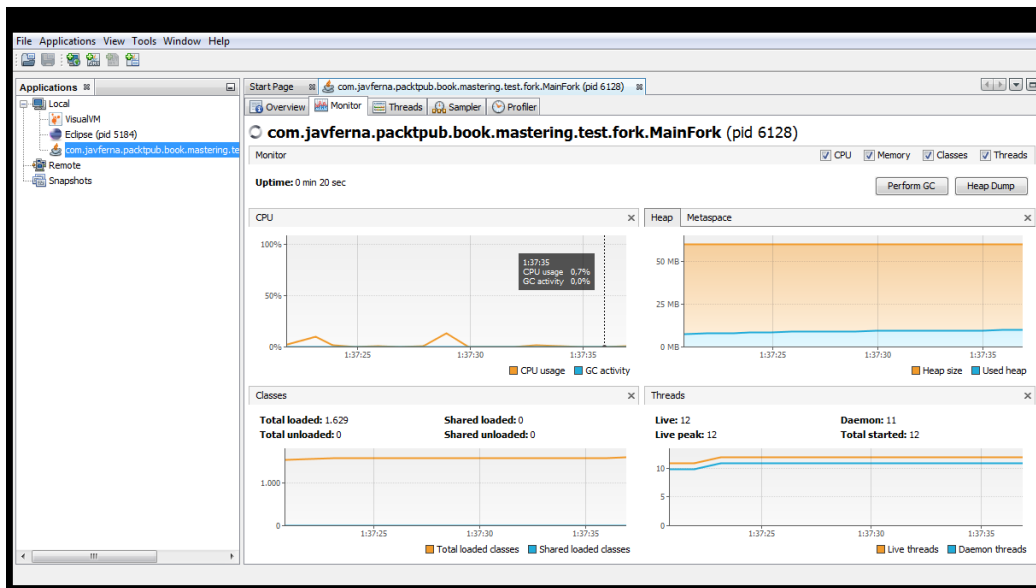 File Applications View Tools Window Help
Applications
Local
VisualVM
Eclipse (pid 5184)
com.javferna.packtpub.book.mastering.te
Remote
Snapshots
Start Page com.javferna.packtpub.book.mastering.test.fork.MainFork (pid 6128)
Overview Monitor Threads Sampler Profiler
com.javferna.packtpub.book.mastering.test.fork.MainFork (pid 6128)
Monitor CPU Memory Classes Threads
Uptime: 0 min 20 sec
Perform GC Heap Dump
CPU
100%
50%
0%
1:37:35
CPU usage 0,7%
GC activity 0,0%
1:37:25 1:37:30 1:37:35
CPU usage GC activity
Heap Metaspace
50 MB
25 MB
0 MB
1:37:25 1:37:30 1:37:35
Heap size Used heap
Classes
Total loaded: 1.629 Shared loaded: 0
Total unloaded: 0 Shared unloaded: 0
1.000
0
1:37:25 1:37:30 1:37:35
Total loaded classes Shared loaded classes
Threads
Live: 12 Daemon: 11
Live peak: 12 Total started: 12
10
5
0
1:37:25 1:37:30 1:37:35
Live threads Daemon threads